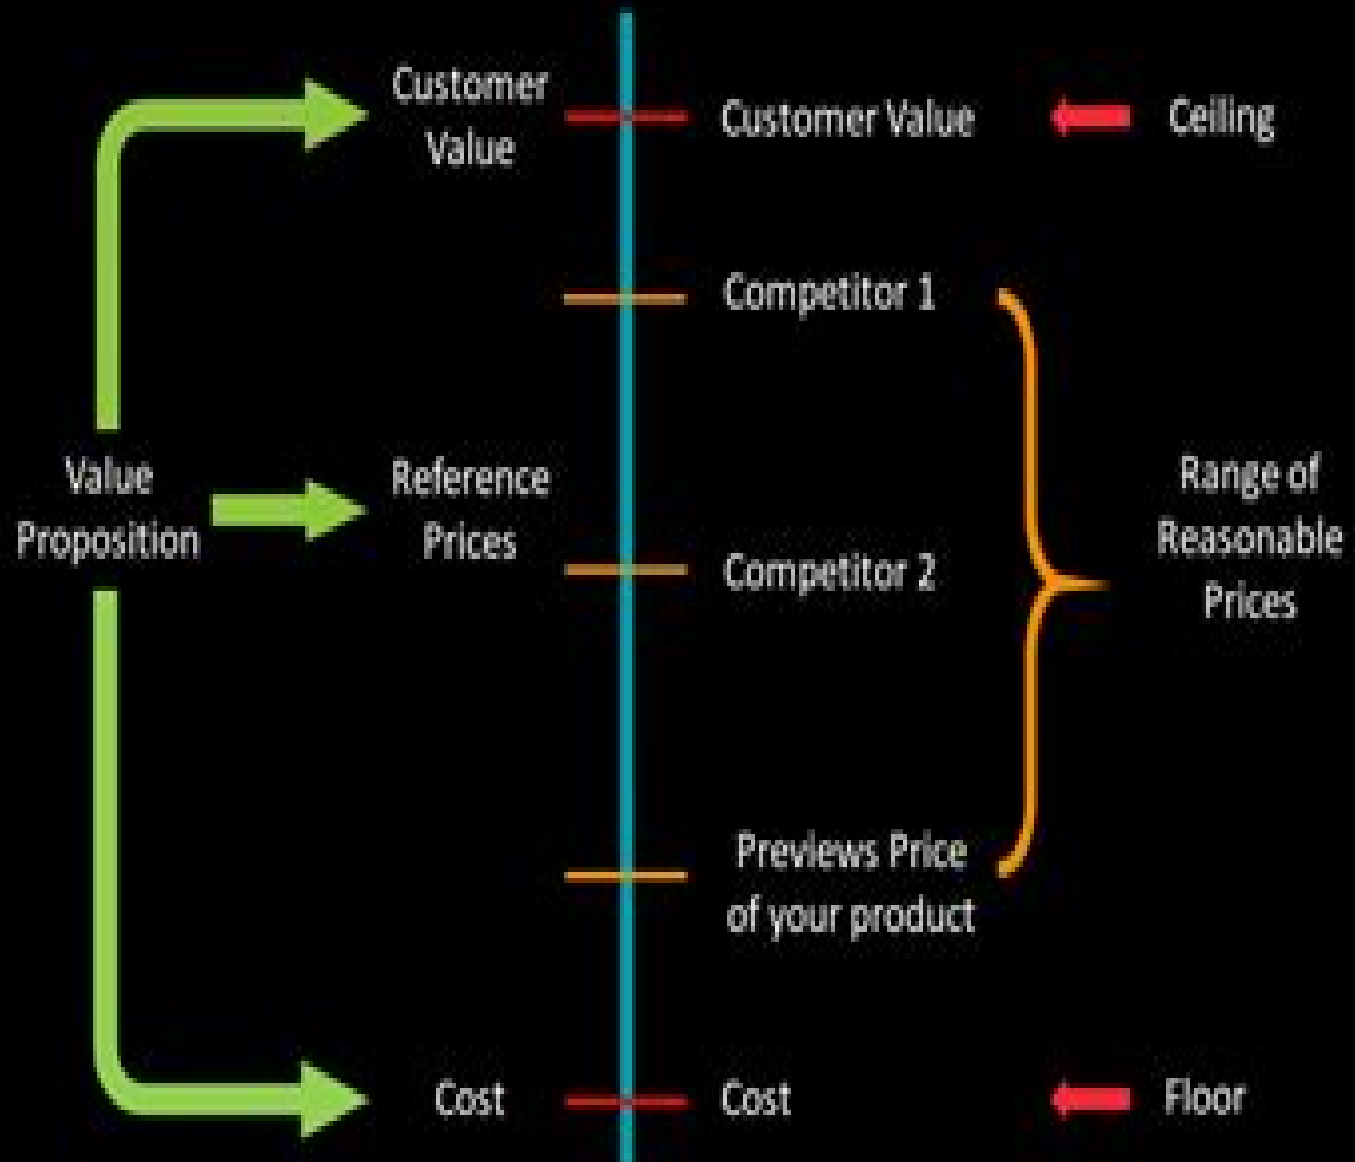 Customer
Value
Customer Value
Ceiling
Competitor 1
Value
Proposition
Reference
Prices
Competitor 2
Range of
Reasonable
Prices
Previews Price
of your product
Cost
Cost
Floor